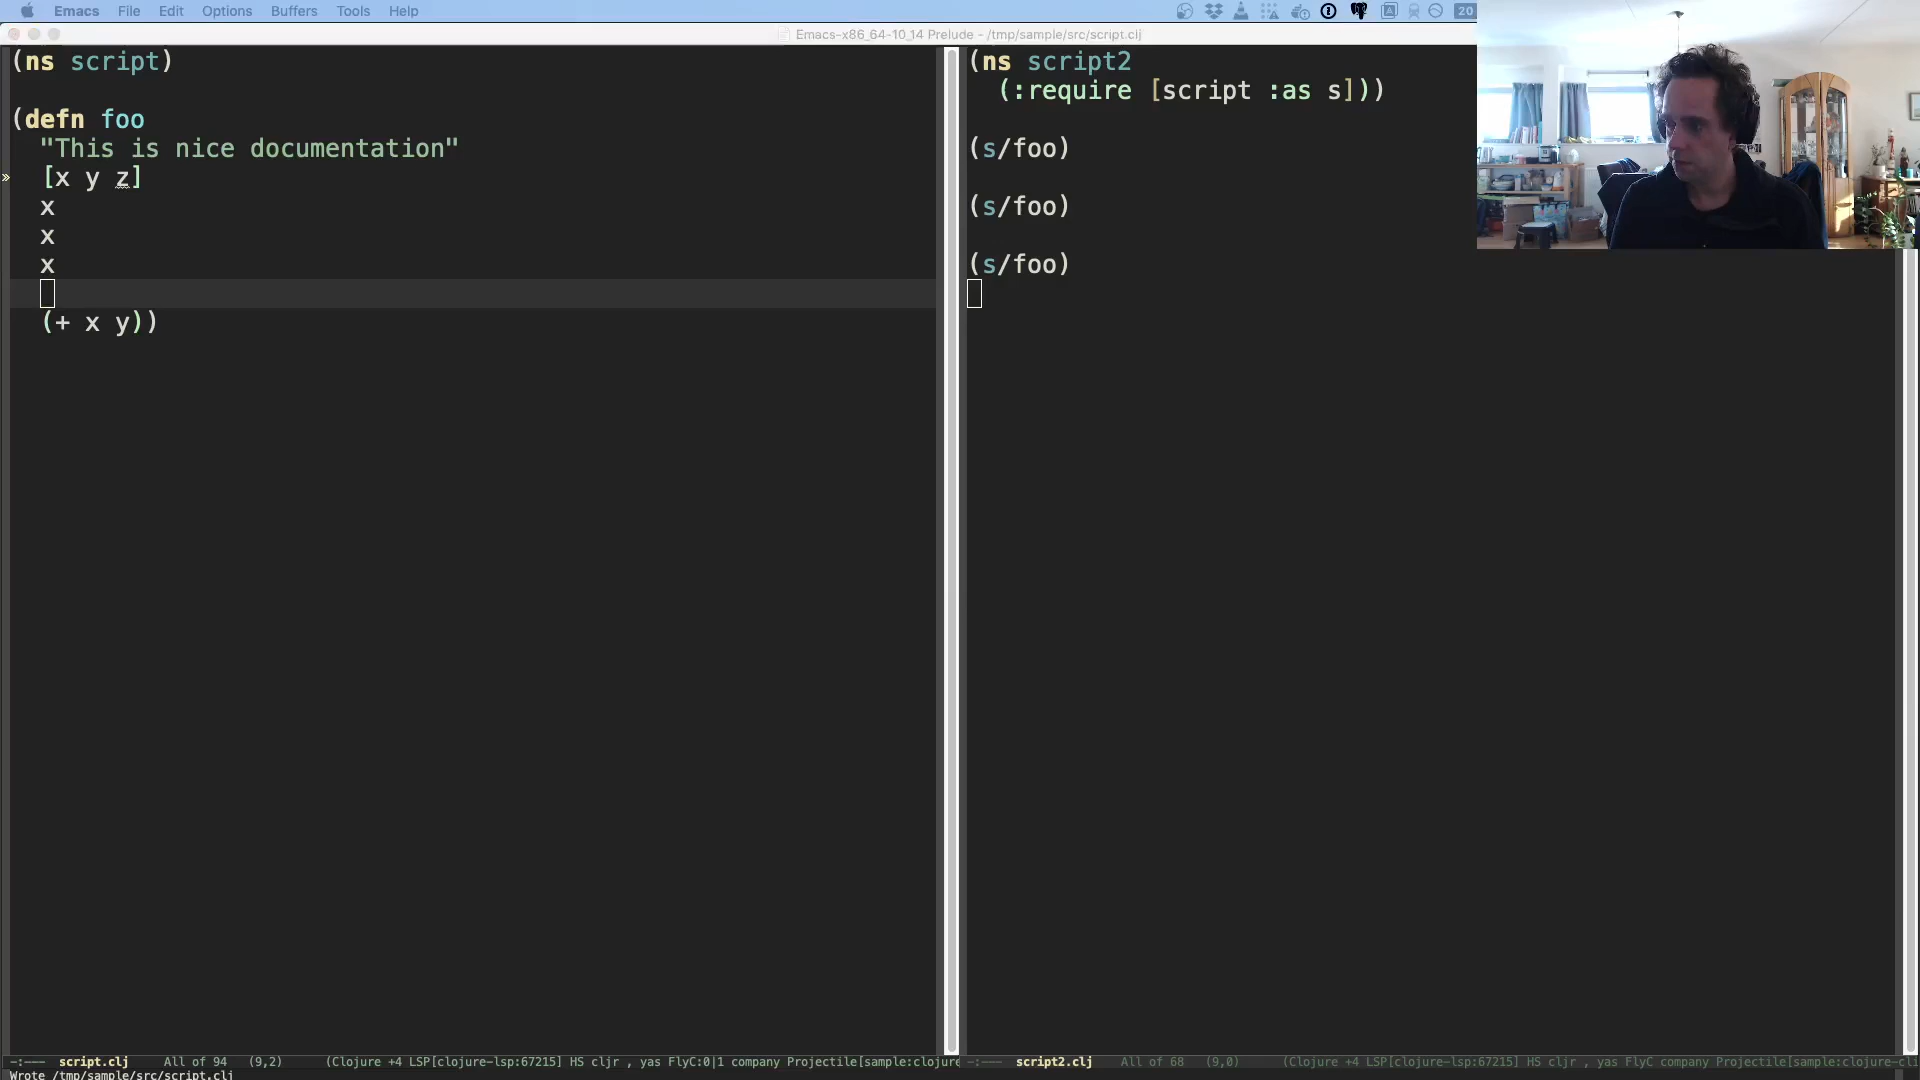 Emacs File Edit Options Buffers Tools Help
20
Emacs-x86_64-10_14 Prelude - /tmp/sample/src/script.clj
(ns script)
(defn foo
"This is nice documentation"
» [x y z]
x
x
x
(+ x y))
-:--- script.clj All of 94 (9,2) (Clojure +4 LSP[clojure-lsp:67215] HS cljr , yas FlyC:0|1 company Projectile[sample:clojure
(ns script2
(:require [script :as s]))
(s/foo)
(s/foo)
(s/foo)
-:--- script2.clj All of 68 (9,0) (Clojure +4 LSP[clojure-lsp:67215] HS cljr , yas FlyC company Projectile[sample:clojure-cli
Wrote /tmp/sample/src/script.clj